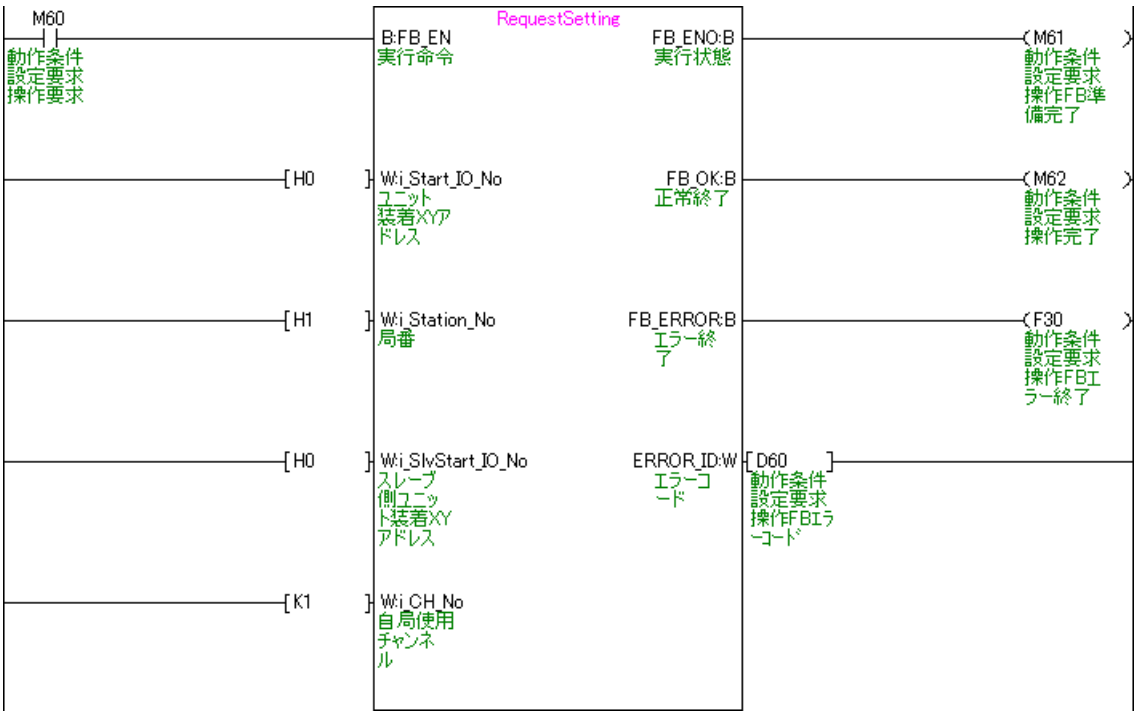 M60
動作条件
設定要求
操作要求
RequestSetting
B:FB_EN
実行命令
FB_ENO:B
実行状態
M61
動作条件
設定要求
操作FB準
備完了
H0
W:i_Start_IO_No
ユニット
装着XYア
ドレス
FB_OK:B
正常終了
M62
動作条件
設定要求
操作完了
H1
W:i_Station_No
局番
FB_ERROR:B
エラー終
了
F30
動作条件
設定要求
操作FBエ
ラー終了
H0
W:i_SlvStart_IO_No
スレーブ
側ユニッ
ト装着XY
アドレス
ERROR_ID:W
エラーコ
ード
D60
動作条件
設定要求
操作FBエラ
ーコード
K1
W:i_CH_No
自局使用
チャンネ
ル